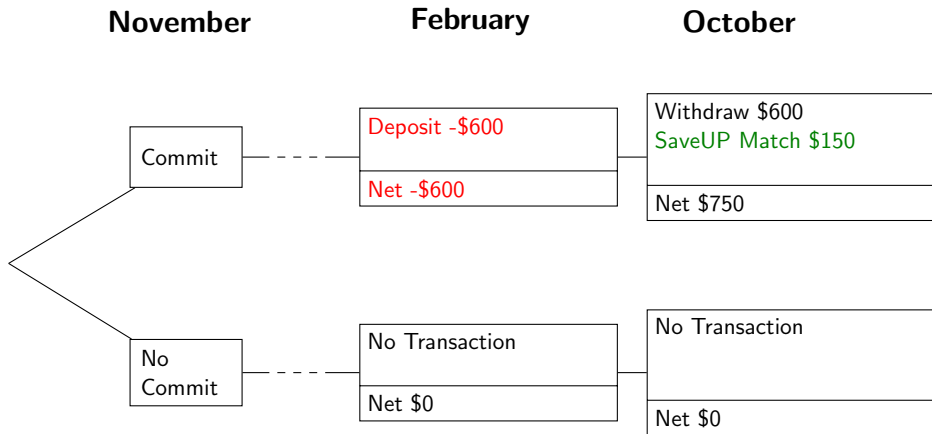 November
February
October
Commit
Deposit -$600
Net -$600
Withdraw $600
SaveUP Match $150
Net $750
No
Commit
No Transaction
Net $0
No Transaction
Net $0